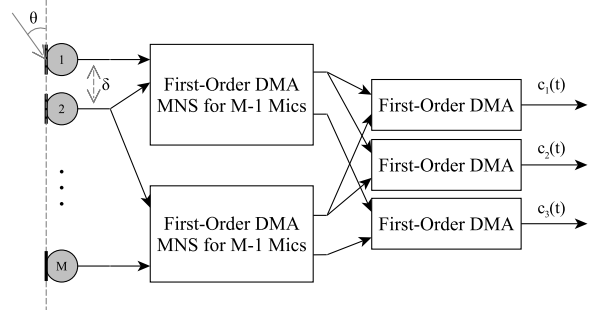 θ
1
δ
2
M
First-Order DMA
MNS for M-1 Mics
First-Order DMA
MNS for M-1 Mics
First-Order DMA
c₁(t)
First-Order DMA
c₂(t)
First-Order DMA
c₃(t)